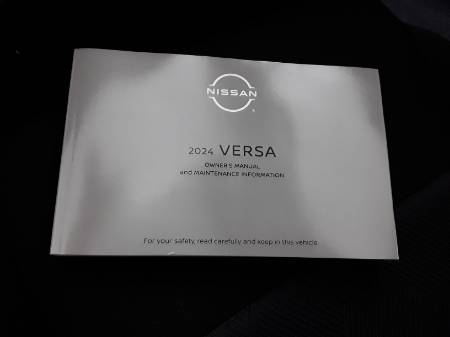 NISSAN
2024 VERSA
OWNER'S MANUAL
and MAINTENANCE INFORMATION
For your safety, read carefully and keep in this vehicle.